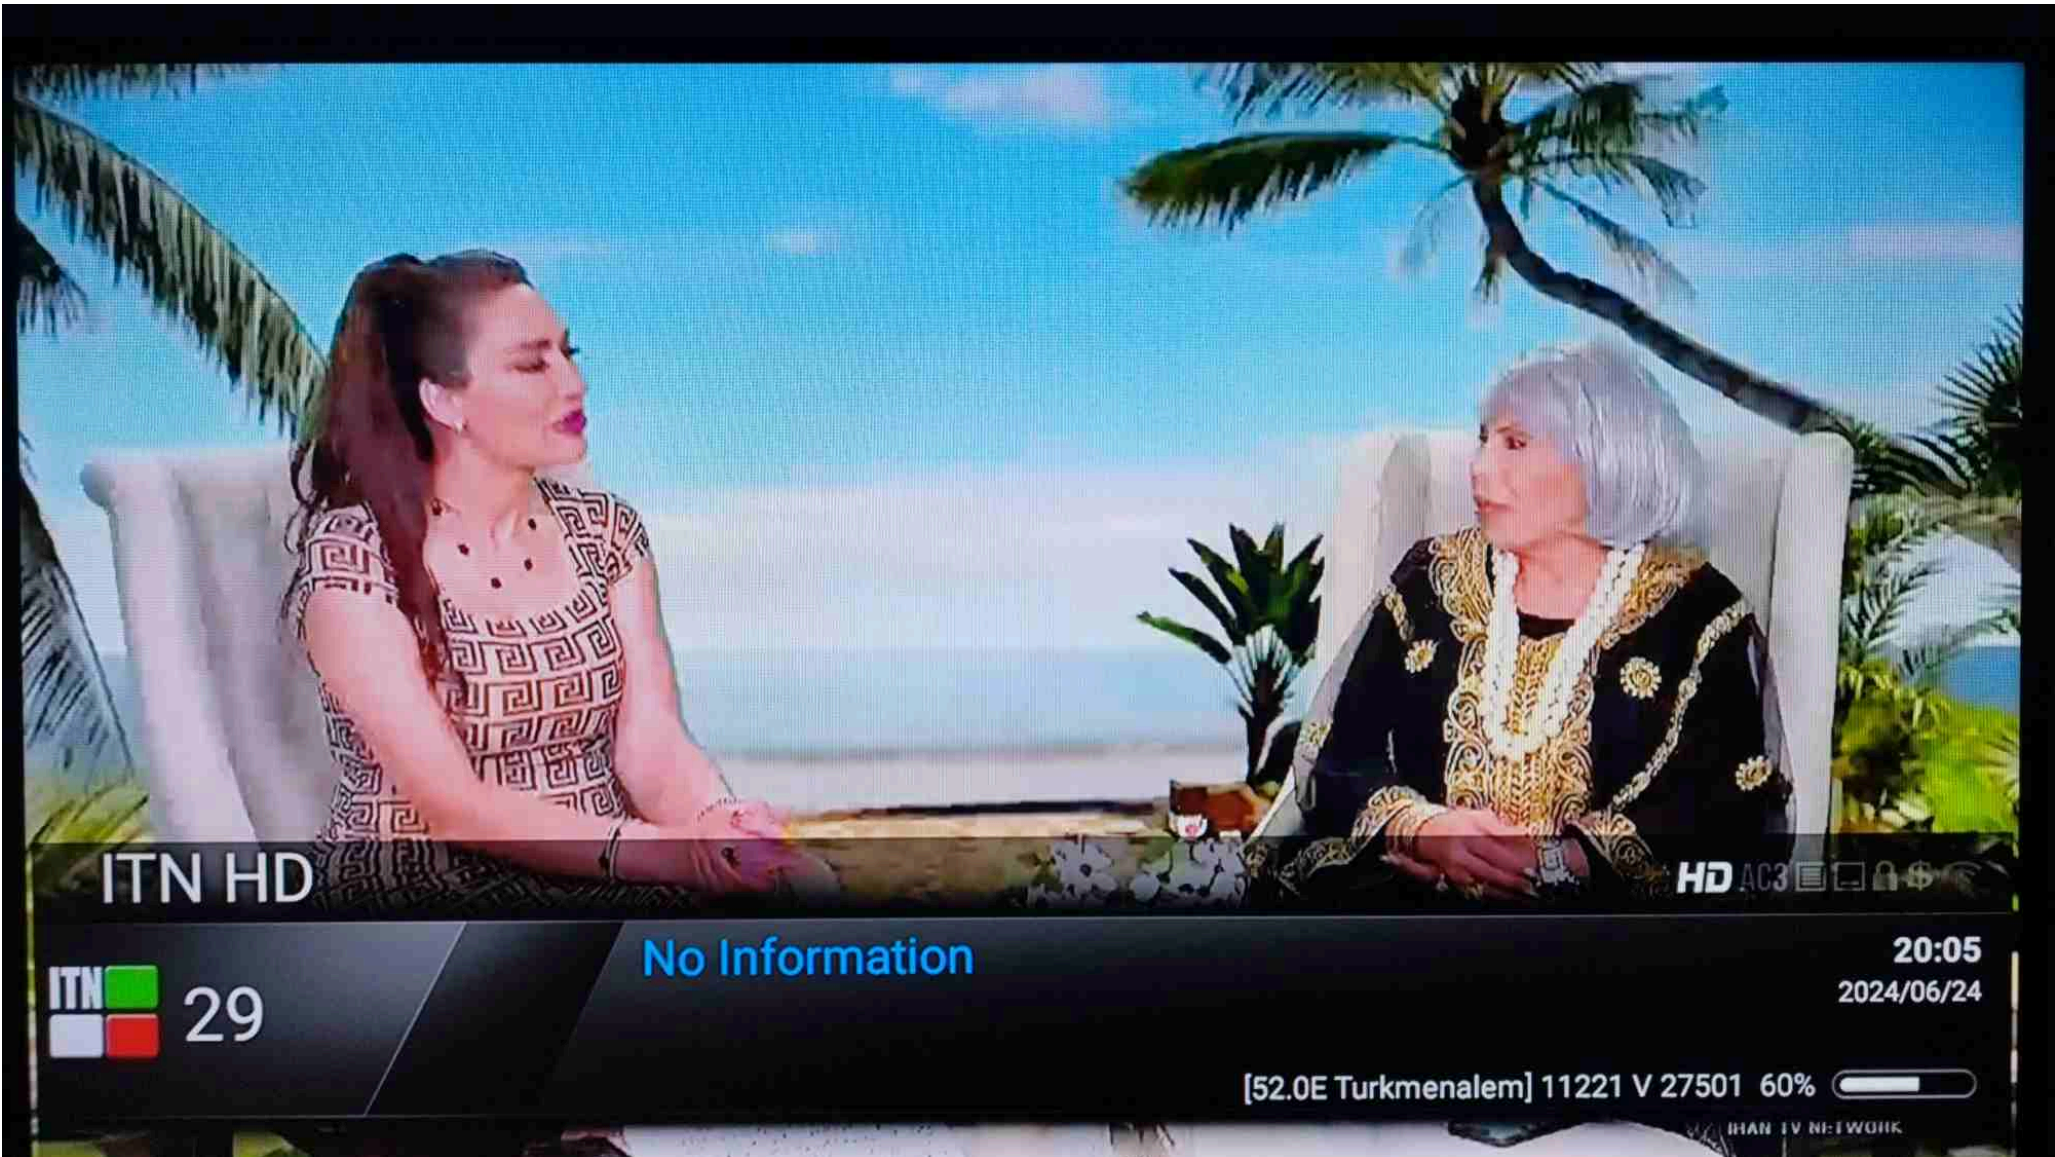 ITN HD
HD AC3 $
ITN
29
No Information
20:05
2024/06/24
[52.0E Turkmenalem] 11221 V 27501 60%
IHAN TV NETWORK